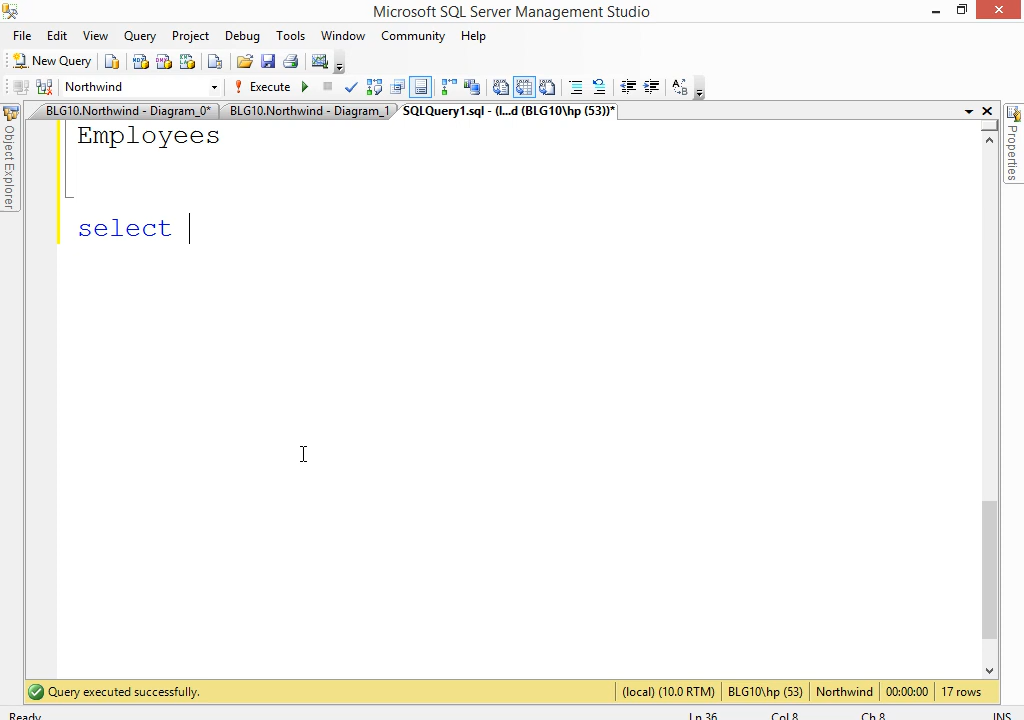 Microsoft SQL Server Management Studio
File Edit View Query Project Debug Tools Window Community Help
New Query
Northwind Execute
BLG10.Northwind - Diagram_0* BLG10.Northwind - Diagram_1 SQLQuery1.sql - (l...d (BLG10\hp (53))*
Object Explorer
Properties
Employees
select
Query executed successfully. (local) (10.0 RTM) BLG10\hp (53) Northwind 00:00:00 17 rows
Ready Ln 36 Col 8 Ch 8 INS